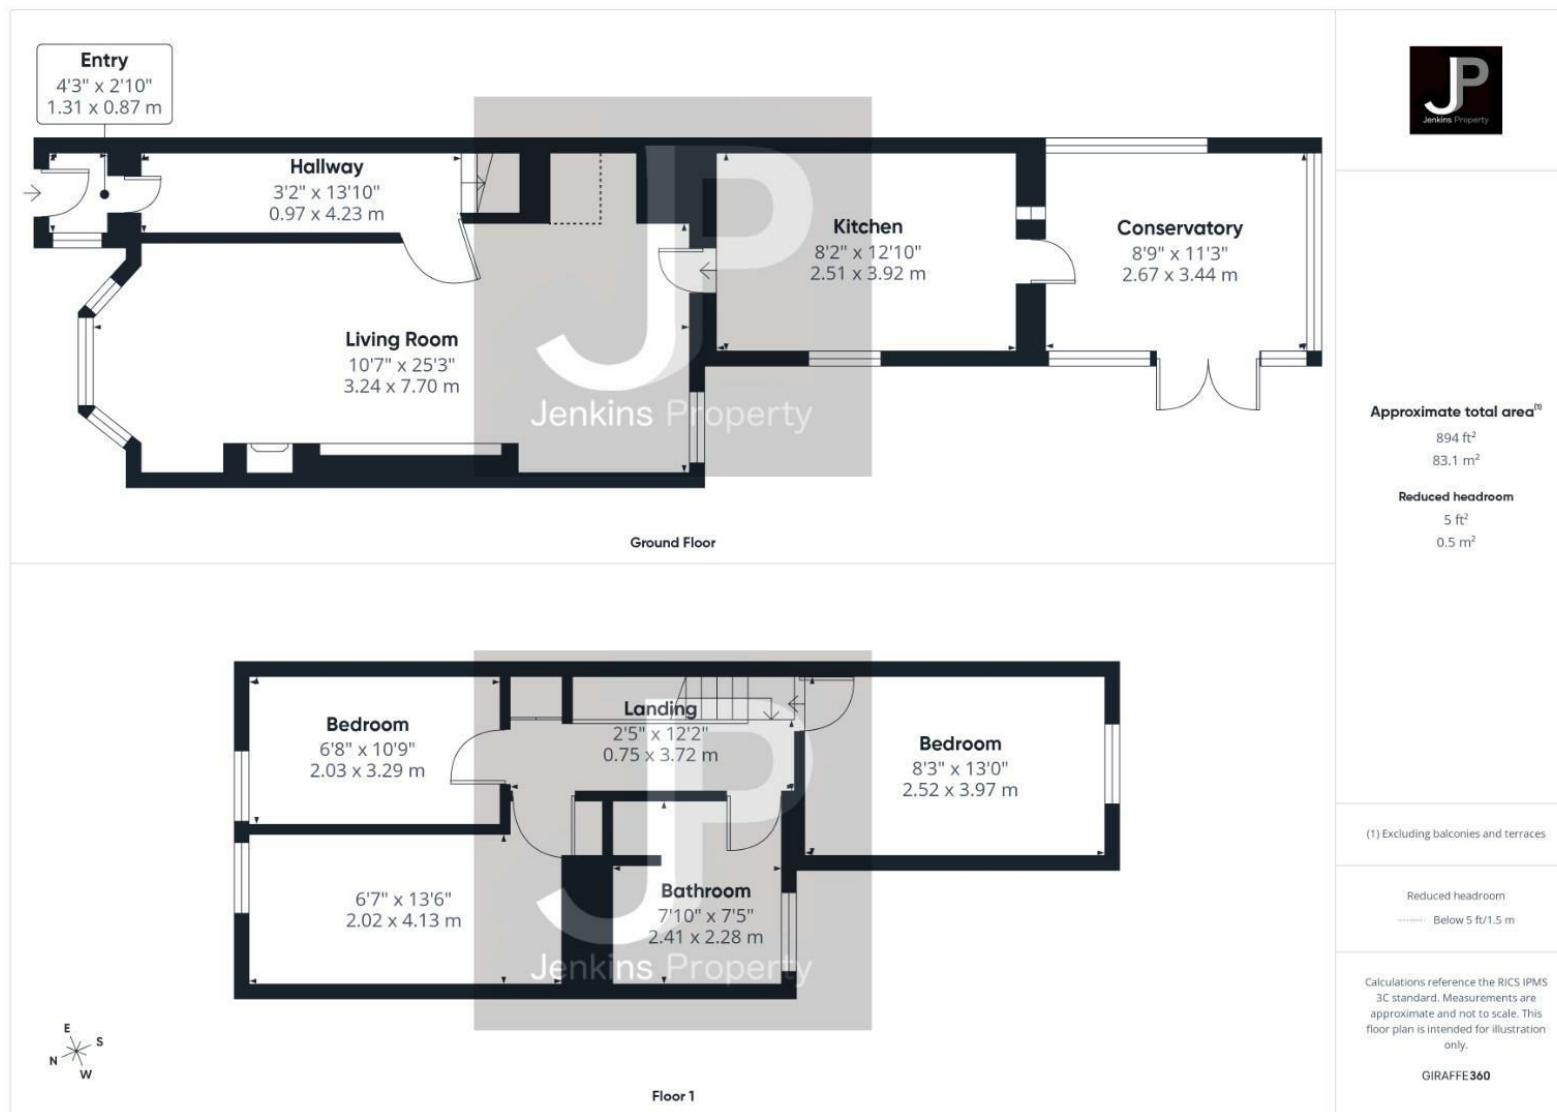 Entry
4'3" x 2'10"
1.31 x 0.87 m
Hallway
3'2" x 13'10"
0.97 x 4.23 m
Living Room
10'7" x 25'3"
3.24 x 7.70 m
Kitchen
8'2" x 12'10"
2.51 x 3.92 m
Conservatory
8'9" x 11'3"
2.67 x 3.44 m
JP
Jenkins Property
Ground Floor
Bedroom
6'8" x 10'9"
2.03 x 3.29 m
Landing
2'5" x 12'2"
0.75 x 3.72 m
Bedroom
8'3" x 13'0"
2.52 x 3.97 m
6'7" x 13'6"
2.02 x 4.13 m
Bathroom
7'10" x 7'5"
2.41 x 2.28 m
JP
Jenkins Property
E
S
N
W
Floor 1
JP
Jenkins Property
Approximate total area(1)
894 ft²
83.1 m²
Reduced headroom
5 ft²
0.5 m²
(1) Excluding balconies and terraces
Reduced headroom
Below 5 ft/1.5 m
Calculations reference the RICS IPMS
3C standard. Measurements are
approximate and not to scale. This
floor plan is intended for illustration
only.
GIRAFFE360